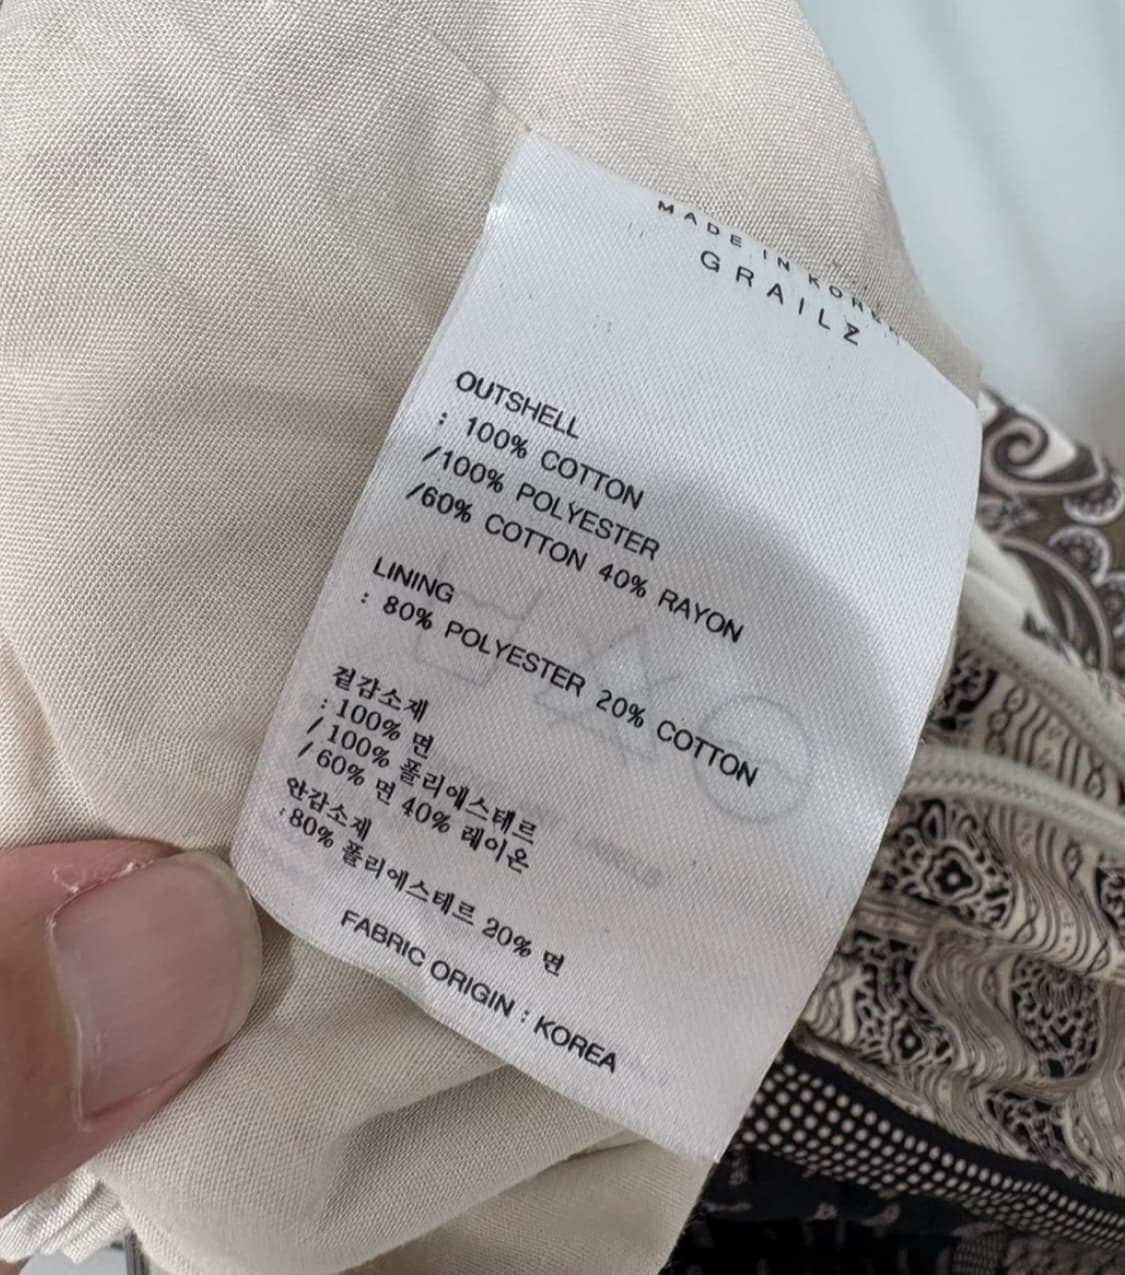 MADE IN KOREA
GRAILZ
OUTSHELL
: 100% COTTON
/100% POLYESTER
/60% COTTON 40% RAYON
LINING
: 80% POLYESTER 20% COTTON
겉감소재
: 100% 면
/ 100% 폴리에스테르
/ 60% 면 40% 레이온
안감소재
:80% 폴리에스테르 20% 면
FABRIC ORIGIN : KOREA